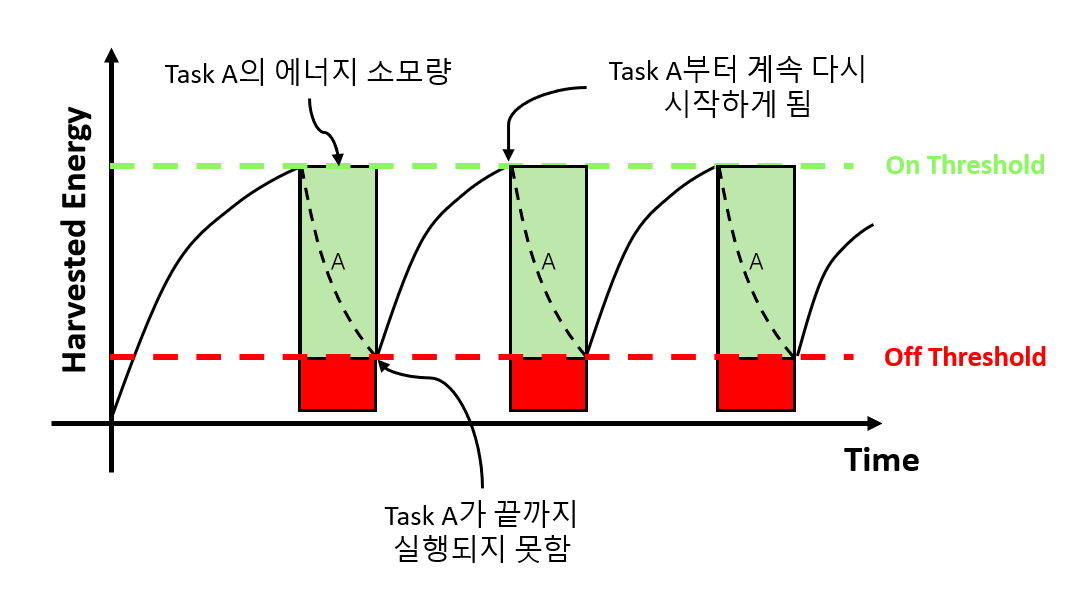 Task A의 에너지 소모량
Task A부터 계속 다시
시작하게 됨
Harvested Energy
On Threshold
A
A
A
Off Threshold
Time
Task A가 끝까지
실행되지 못함